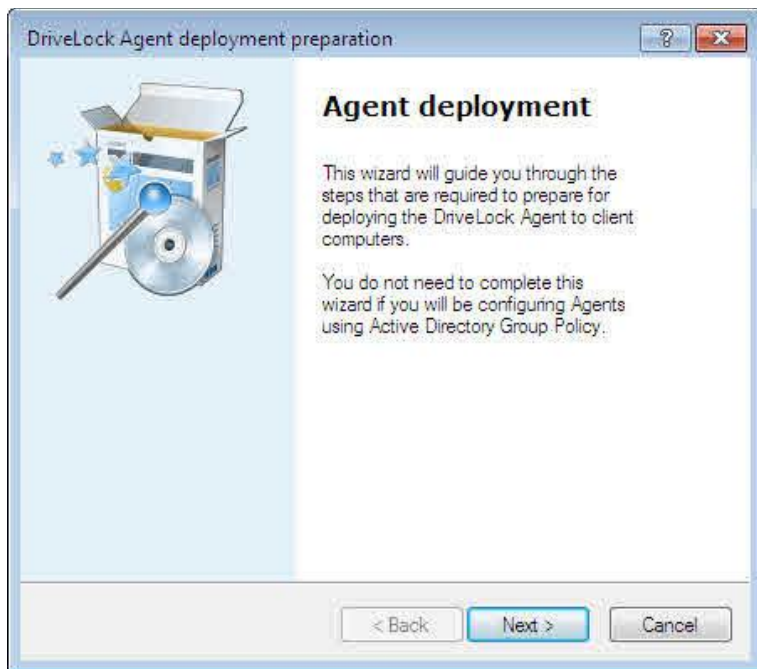 DriveLock Agent deployment preparation
Agent deployment
This wizard will guide you through the
steps that are required to prepare for
deploying the DriveLock Agent to client
computers.
You do not need to complete this
wizard if you will be configuring Agents
using Active Directory Group Policy.
< Back
Next >
Cancel